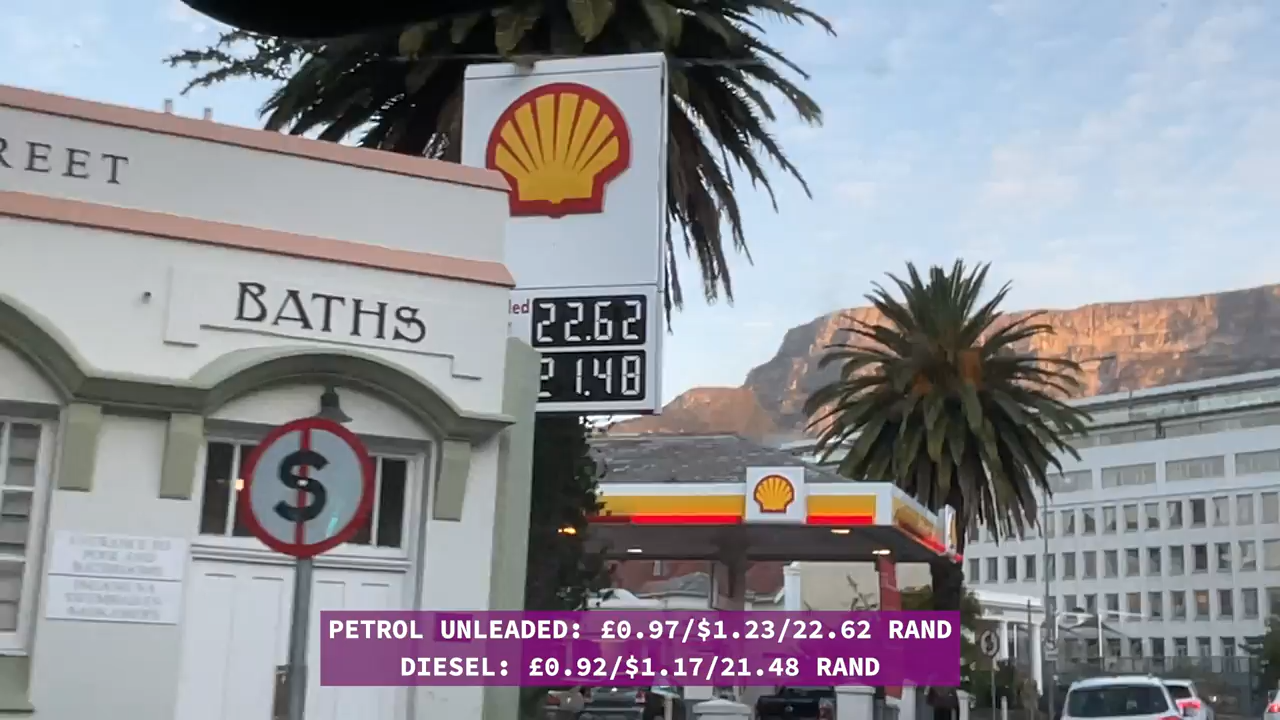 REET
BATHS
led 22.62
21.48
S
PETROL UNLEADED: £0.97/$1.23/22.62 RAND
DIESEL: £0.92/$1.17/21.48 RAND